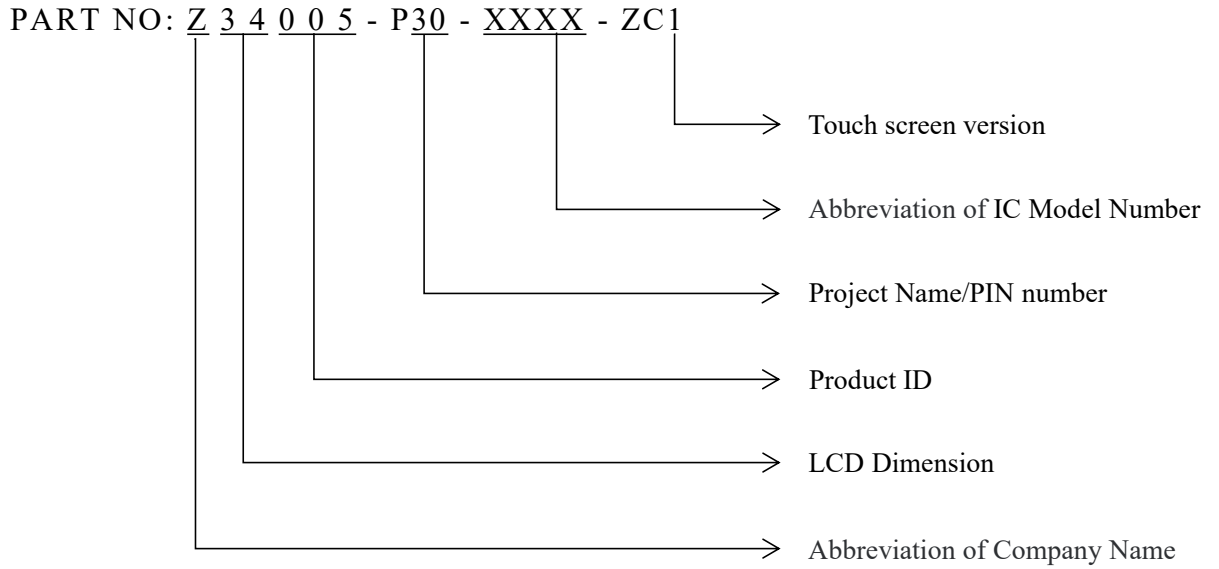 PART NO: Z 3 4 0 0 5 - P30 - XXXX - ZC1
Touch screen version
Abbreviation of IC Model Number
Project Name/PIN number
Product ID
LCD Dimension
Abbreviation of Company Name